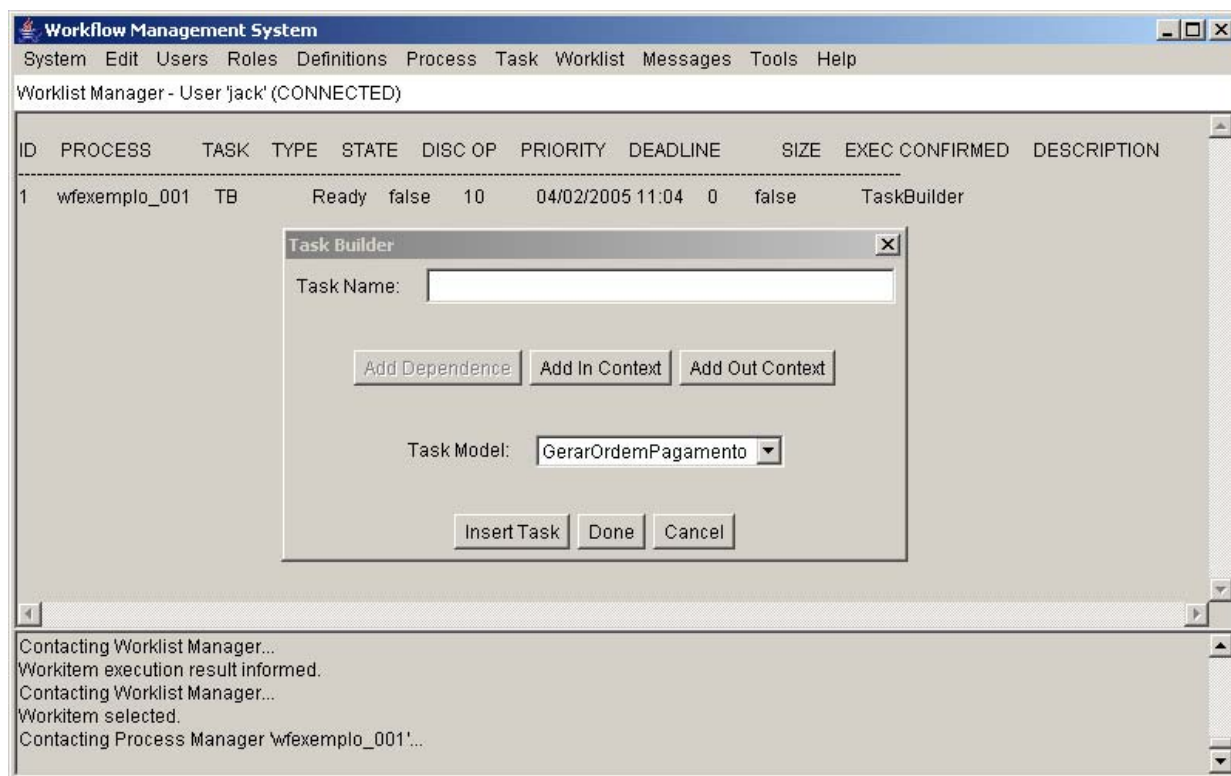 Workflow Management System
System Edit Users Roles Definitions Process Task Worklist Messages Tools Help
Worklist Manager - User 'jack' (CONNECTED)
ID PROCESS TASK TYPE STATE DISC OP PRIORITY DEADLINE SIZE EXEC CONFIRMED DESCRIPTION
1 wfexemplo_001 TB Ready false 10 04/02/2005 11:04 0 false TaskBuilder
Task Builder
Task Name:
Add Dependence Add In Context Add Out Context
Task Model: GerarOrdemPagamento
Insert Task Done Cancel
Contacting Worklist Manager...
Workitem execution result informed.
Contacting Worklist Manager...
Workitem selected.
Contacting Process Manager 'wfexemplo_001'...